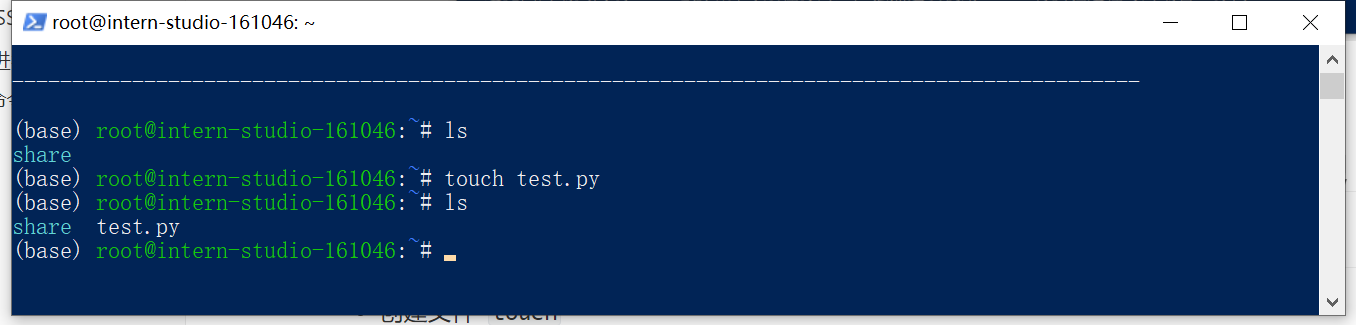 root@intern-studio-161046: ~
(base) root@intern-studio-161046:~# ls
share
(base) root@intern-studio-161046:~# touch test.py
(base) root@intern-studio-161046:~# ls
share  test.py
(base) root@intern-studio-161046:~#
创建文件 touch